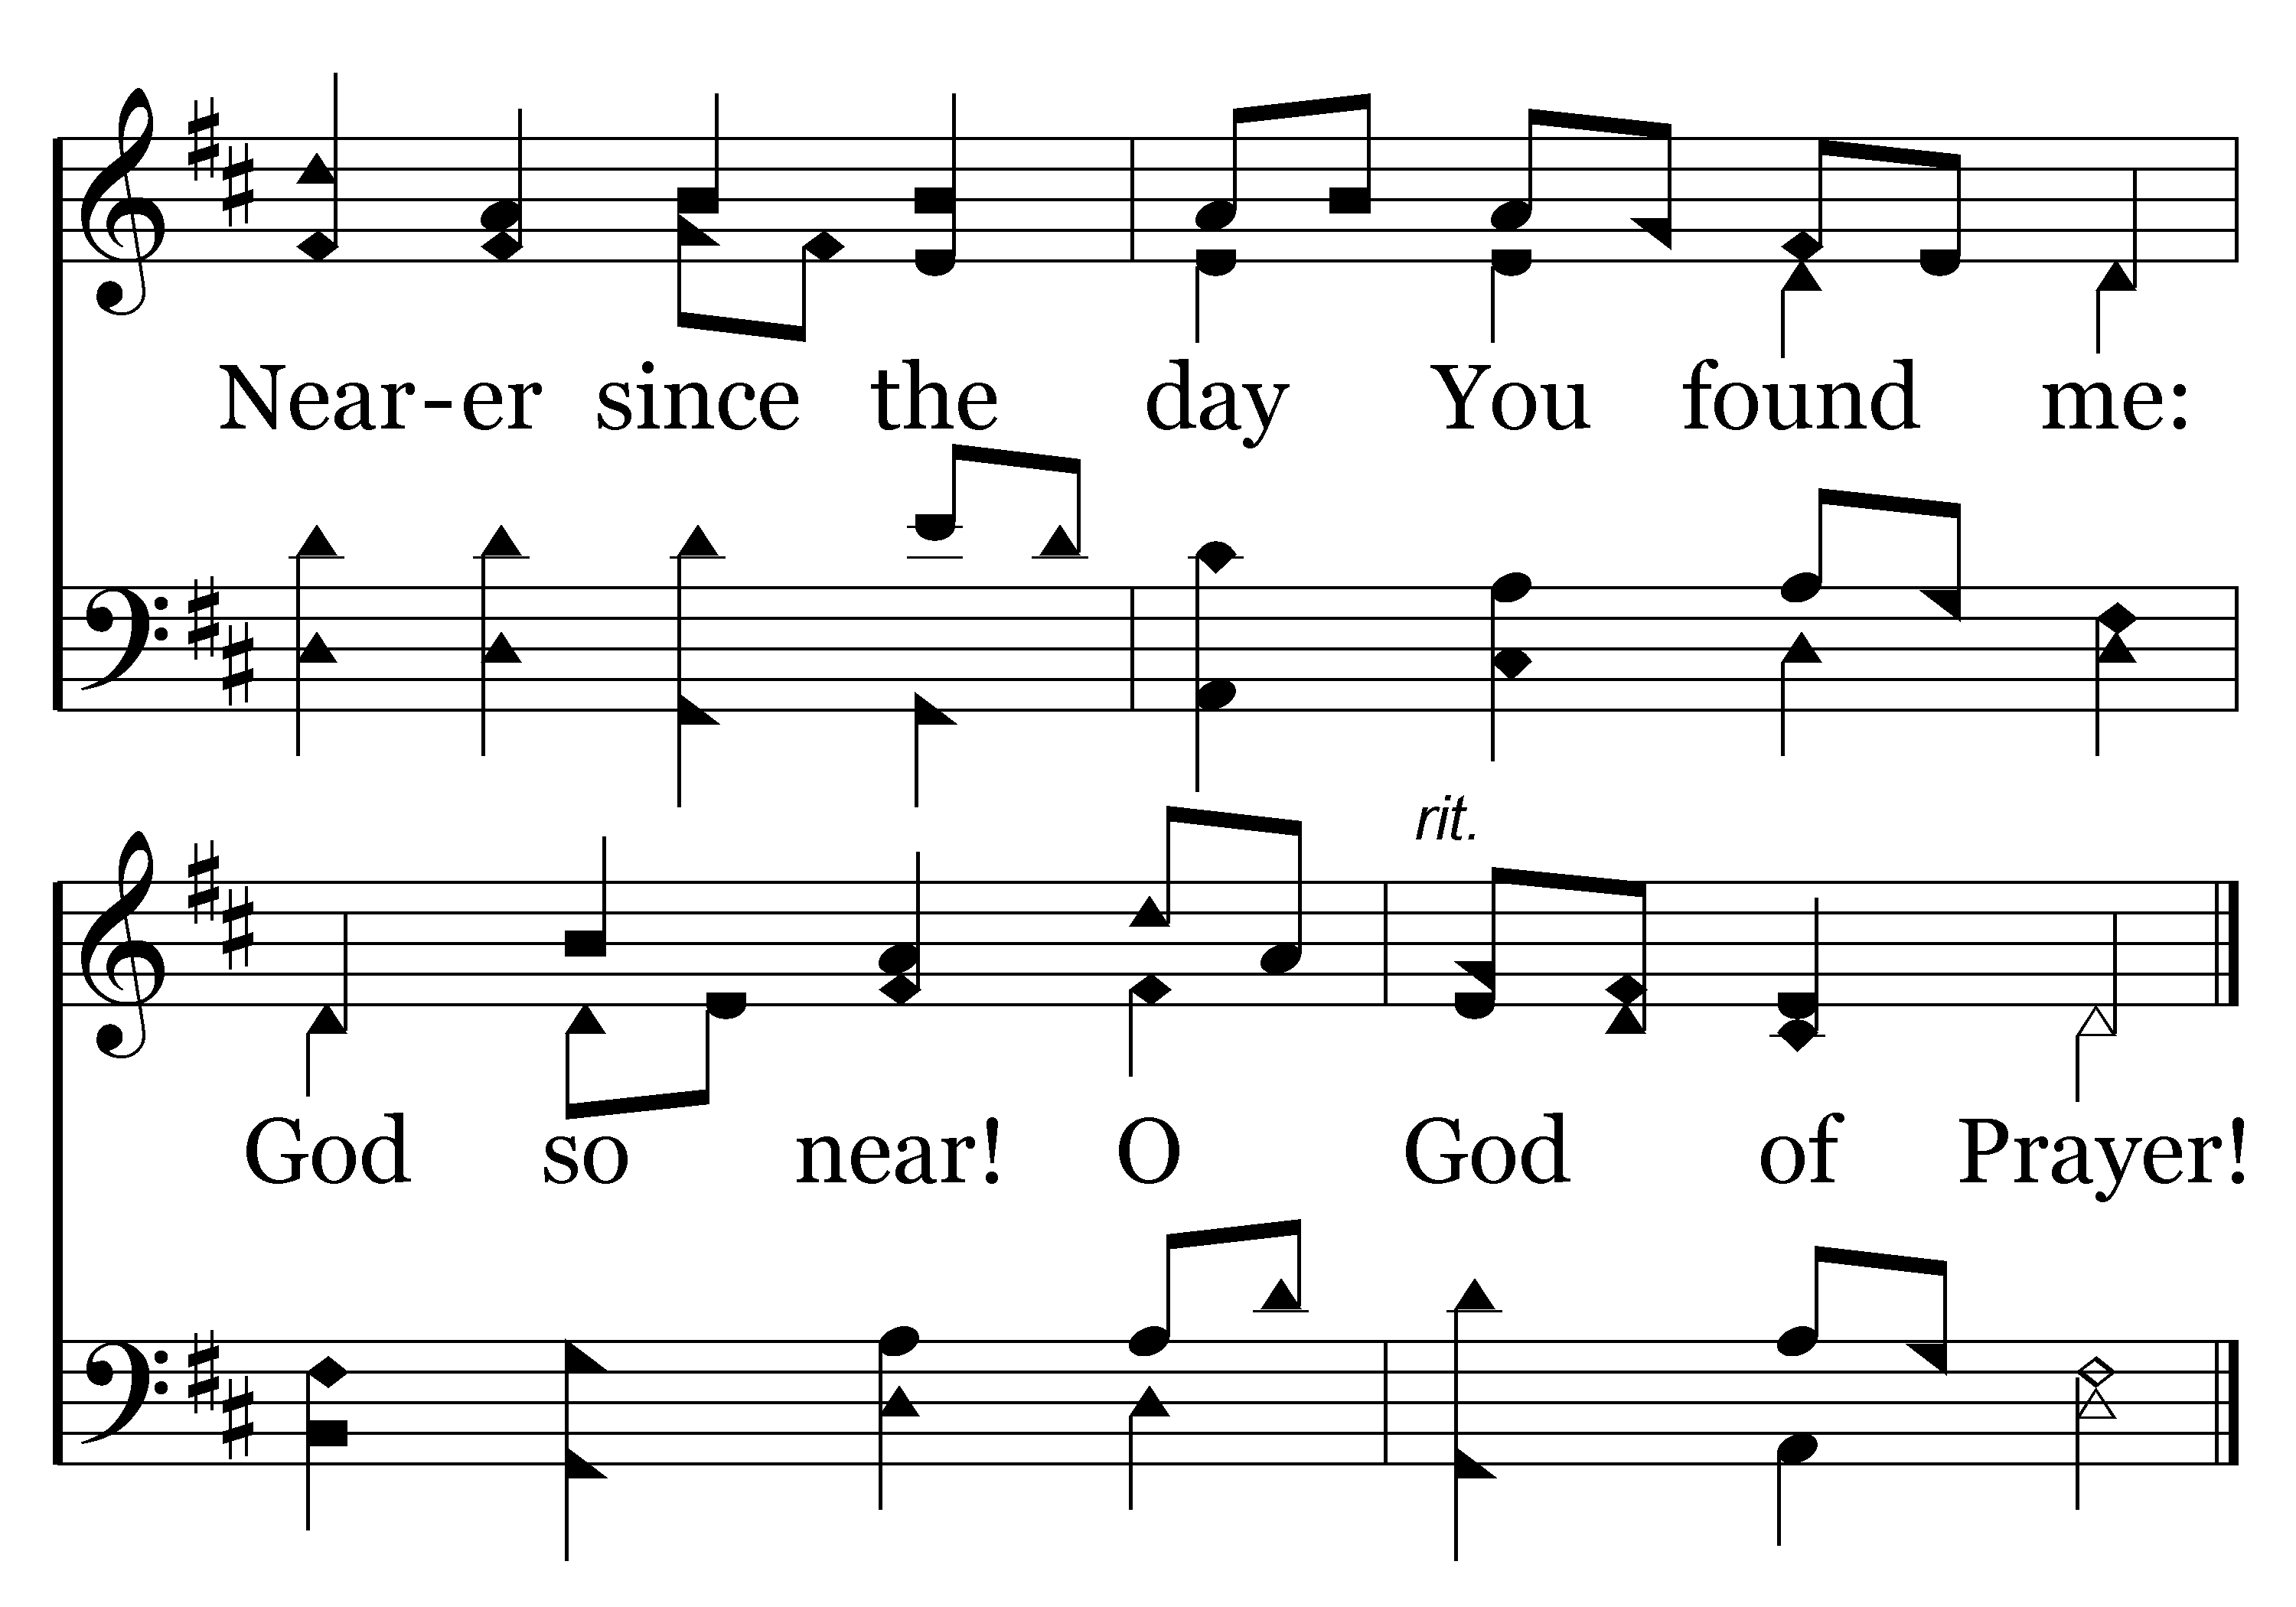 Near-er since the day You found me:
rit.
God so near! O God of Prayer!